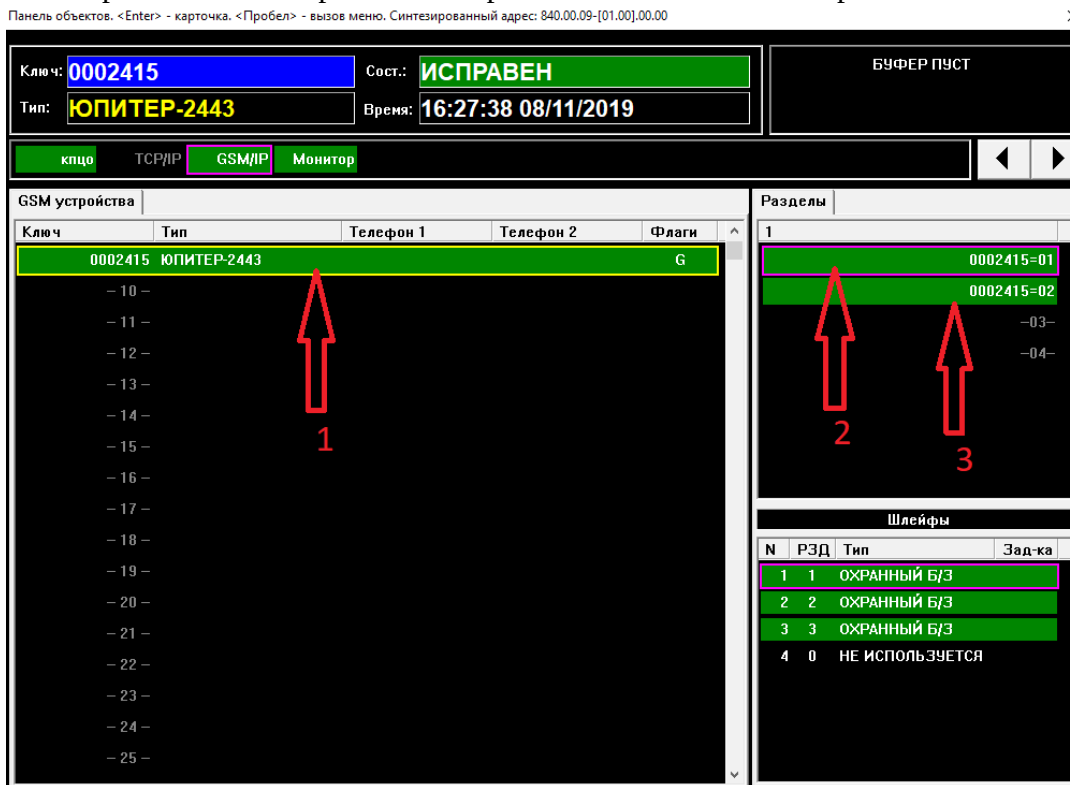 Панель объектов. <Enter> - карточка. <Пробел> - вызов меню. Синтезированный адрес: 840.00.09-[01.00].00.00
Ключ: 0002415 Сост.: ИСПРАВЕН
БУФЕР ПУСТ
Тип: ЮПИТЕР-2443 Время: 16:27:38 08/11/2019
кпцо TCP/IP GSM/IP Монитор
GSM устройства
Ключ Тип Телефон 1 Телефон 2 Флаги
0002415 ЮПИТЕР-2443 G
– 10 –
– 11 –
– 12 –
– 13 –
– 14 –
– 15 –
– 16 –
– 17 –
– 18 –
– 19 –
– 20 –
– 21 –
– 22 –
– 23 –
– 24 –
– 25 –
1
Разделы
1
0002415=01
0002415=02
–03–
–04–
2
3
Шлейфы
N РЗД Тип Зад-ка
1 1 ОХРАННЫЙ Б/З
2 2 ОХРАННЫЙ Б/З
3 3 ОХРАННЫЙ Б/З
4 0 НЕ ИСПОЛЬЗУЕТСЯ